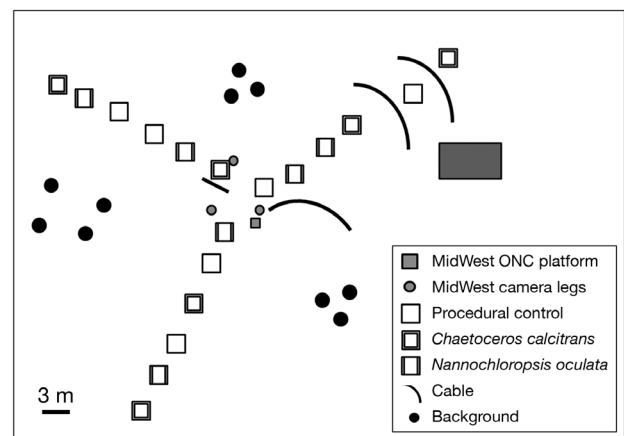 MidWest ONC platform
MidWest camera legs
Procedural control
Chaetoceros calcitrans
Nannochloropsis oculata
Cable
Background
3 m